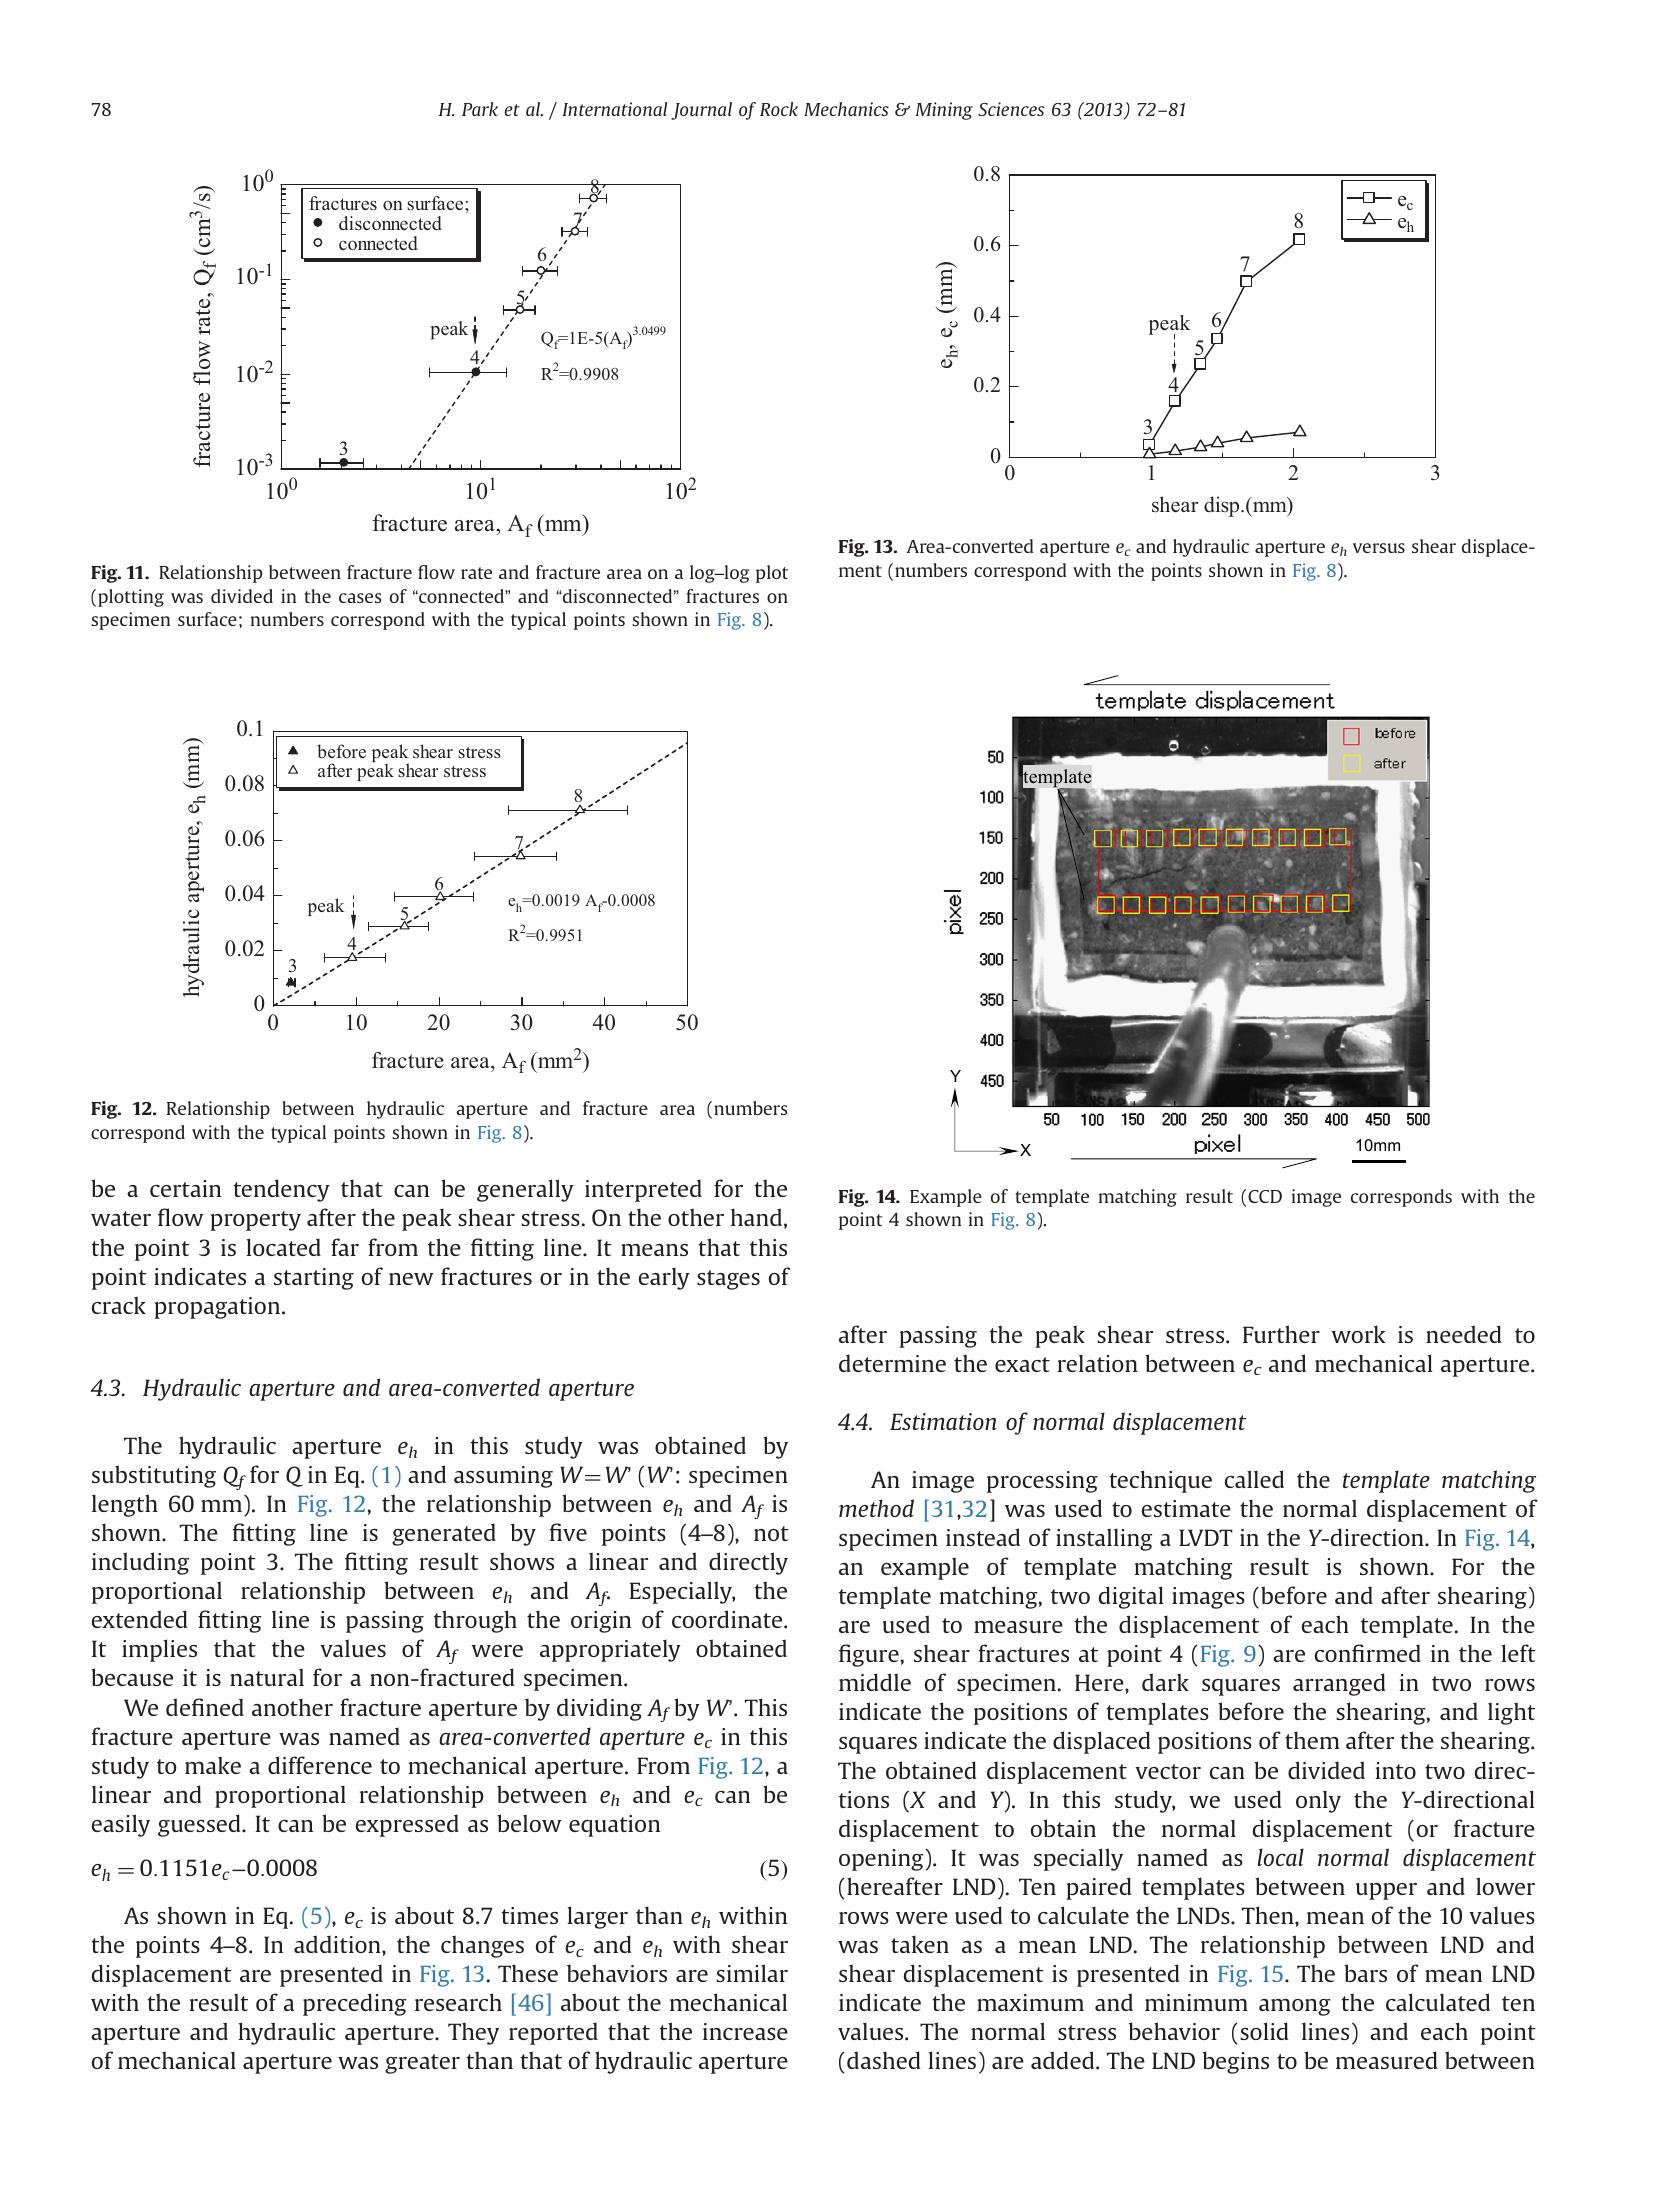 78
H. Park et al. / International Journal of Rock Mechanics & Mining Sciences 63 (2013) 72–81
10^0
10^-1
10^-2
10^-3
fracture flow rate, Q_f (cm^3/s)
fractures on surface;
disconnected
connected
8
7
6
5
peak
4
3
Q_f=1E-5(A_f)^3.0499
R^2=0.9908
10^0 10^1 10^2
fracture area, A_f (mm)
Fig. 11. Relationship between fracture flow rate and fracture area on a log–log plot
(plotting was divided in the cases of “connected” and “disconnected” fractures on
specimen surface; numbers correspond with the typical points shown in Fig. 8).
0.1
0.08
0.06
0.04
0.02
0
hydraulic aperture, e_h (mm)
before peak shear stress
after peak shear stress
8
7
6
5
peak
4
3
e_h=0.0019 A_f-0.0008
R^2=0.9951
0 10 20 30 40 50
fracture area, A_f (mm^2)
Fig. 12. Relationship between hydraulic aperture and fracture area (numbers
correspond with the typical points shown in Fig. 8).
be a certain tendency that can be generally interpreted for the
water flow property after the peak shear stress. On the other hand,
the point 3 is located far from the fitting line. It means that this
point indicates a starting of new fractures or in the early stages of
crack propagation.
4.3. Hydraulic aperture and area-converted aperture
The hydraulic aperture e_h in this study was obtained by
substituting Q_f for Q in Eq. (1) and assuming W=W’ (W’: specimen
length 60 mm). In Fig. 12, the relationship between e_h and A_f is
shown. The fitting line is generated by five points (4–8), not
including point 3. The fitting result shows a linear and directly
proportional relationship between e_h and A_f. Especially, the
extended fitting line is passing through the origin of coordinate.
It implies that the values of A_f were appropriately obtained
because it is natural for a non-fractured specimen.
We defined another fracture aperture by dividing A_f by W’. This
fracture aperture was named as area-converted aperture e_c in this
study to make a difference to mechanical aperture. From Fig. 12, a
linear and proportional relationship between e_h and e_c can be
easily guessed. It can be expressed as below equation
e_h = 0.1151e_c–0.0008 (5)
As shown in Eq. (5), e_c is about 8.7 times larger than e_h within
the points 4–8. In addition, the changes of e_c and e_h with shear
displacement are presented in Fig. 13. These behaviors are similar
with the result of a preceding research [46] about the mechanical
aperture and hydraulic aperture. They reported that the increase
of mechanical aperture was greater than that of hydraulic aperture
0.8
0.6
0.4
0.2
0
e_h, e_c (mm)
e_c
e_h
8
7
6
peak
5
4
3
0 1 2 3
shear disp.(mm)
Fig. 13. Area-converted aperture e_c and hydraulic aperture e_h versus shear displace-
ment (numbers correspond with the points shown in Fig. 8).
template displacement
before
after
template
50
100
150
200
250
300
350
400
450
pixel
50 100 150 200 250 300 350 400 450 500
pixel
10mm
Y
X
Fig. 14. Example of template matching result (CCD image corresponds with the
point 4 shown in Fig. 8).
after passing the peak shear stress. Further work is needed to
determine the exact relation between e_c and mechanical aperture.
4.4. Estimation of normal displacement
An image processing technique called the template matching
method [31,32] was used to estimate the normal displacement of
specimen instead of installing a LVDT in the Y-direction. In Fig. 14,
an example of template matching result is shown. For the
template matching, two digital images (before and after shearing)
are used to measure the displacement of each template. In the
figure, shear fractures at point 4 (Fig. 9) are confirmed in the left
middle of specimen. Here, dark squares arranged in two rows
indicate the positions of templates before the shearing, and light
squares indicate the displaced positions of them after the shearing.
The obtained displacement vector can be divided into two direc-
tions (X and Y). In this study, we used only the Y-directional
displacement to obtain the normal displacement (or fracture
opening). It was specially named as local normal displacement
(hereafter LND). Ten paired templates between upper and lower
rows were used to calculate the LNDs. Then, mean of the 10 values
was taken as a mean LND. The relationship between LND and
shear displacement is presented in Fig. 15. The bars of mean LND
indicate the maximum and minimum among the calculated ten
values. The normal stress behavior (solid lines) and each point
(dashed lines) are added. The LND begins to be measured between